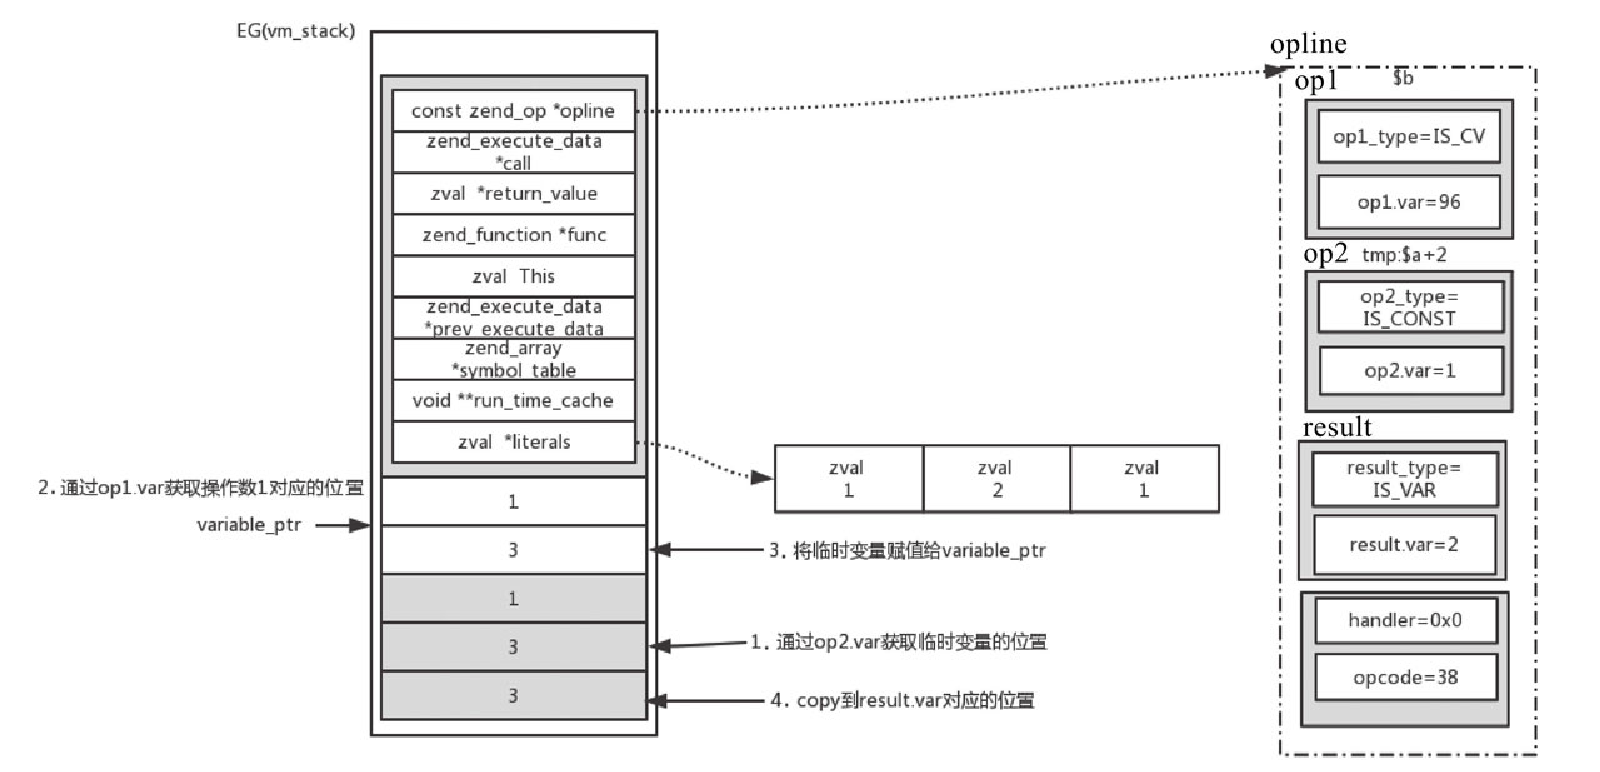 EG(vm_stack)
const zend_op *opline
zend_execute_data
*call
zval *return_value
zend_function *func
zval This
zend_execute_data
*prev_execute_data
zend_array
*symbol_table
void **run_time_cache
zval *literals
2. 通过op1.var获取操作数1对应的位置
variable_ptr
1
3
1
3
3
zval
1
zval
2
zval
1
3. 将临时变量赋值给variable_ptr
1. 通过op2.var获取临时变量的位置
4. copy到result.var对应的位置
opline
op1 $b
op1_type=IS_CV
op1.var=96
op2 tmp:$a+2
op2_type=
IS_CONST
op2.var=1
result
result_type=
IS_VAR
result.var=2
handler=0x0
opcode=38